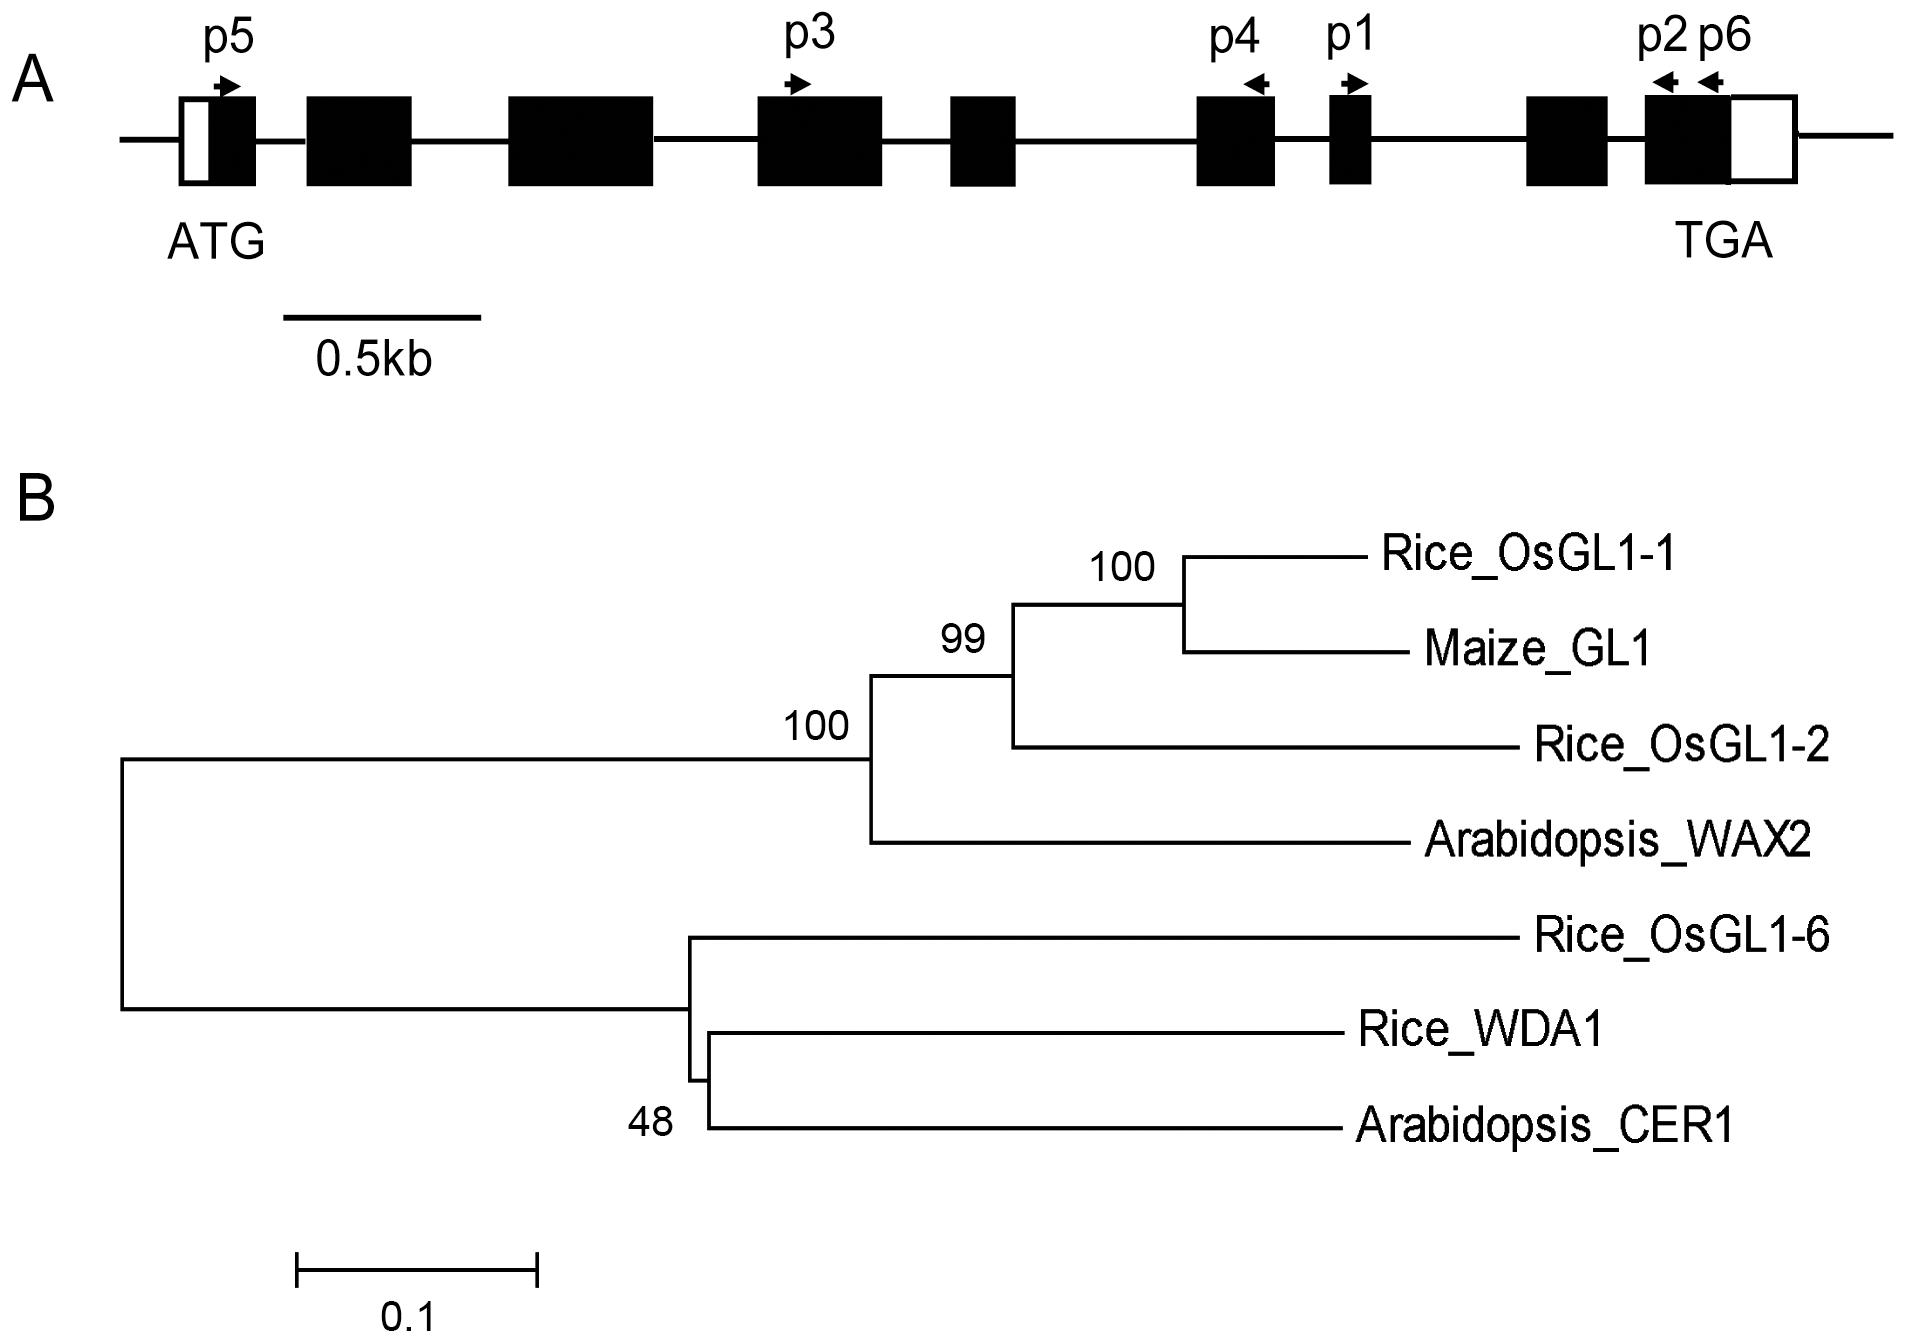 A
p5 p3 p4 p1 p2 p6
ATG TGA
0.5kb
B
Rice_OsGL1-1
100
Maize_GL1
99
Rice_OsGL1-2
100
Arabidopsis_WAX2
Rice_OsGL1-6
Rice_WDA1
48
Arabidopsis_CER1
0.1